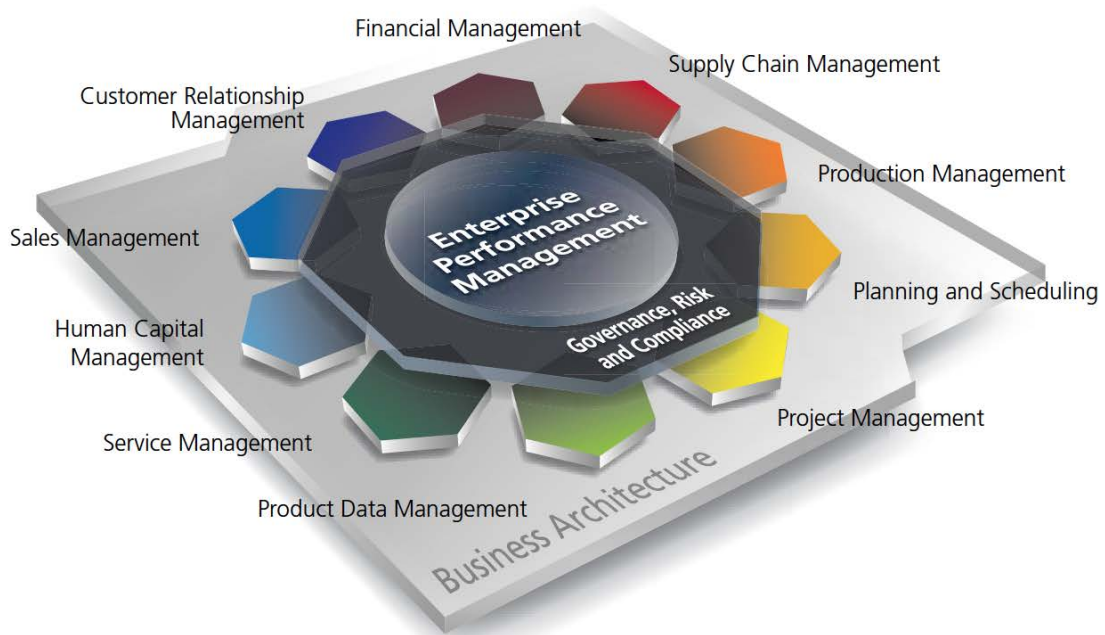 Financial Management
Supply Chain Management
Customer Relationship
Management
Production Management
Enterprise
Performance
Management
Sales Management
Planning and Scheduling
Governance, Risk
and Compliance
Human Capital
Management
Project Management
Service Management
Product Data Management
Business Architecture